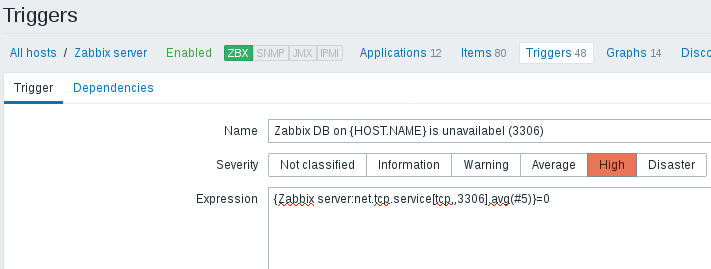 Triggers
All hosts / Zabbix server Enabled ZBX SNMP JMX IPMI Applications 12 Items 80 Triggers 48 Graphs 14 Disco
Trigger Dependencies
Name Zabbix DB on {HOST.NAME} is unavailabel (3306)
Severity Not classified Information Warning Average High Disaster
Expression {Zabbix server:net.tcp.service[tcp,,3306].avg(#5)}=0